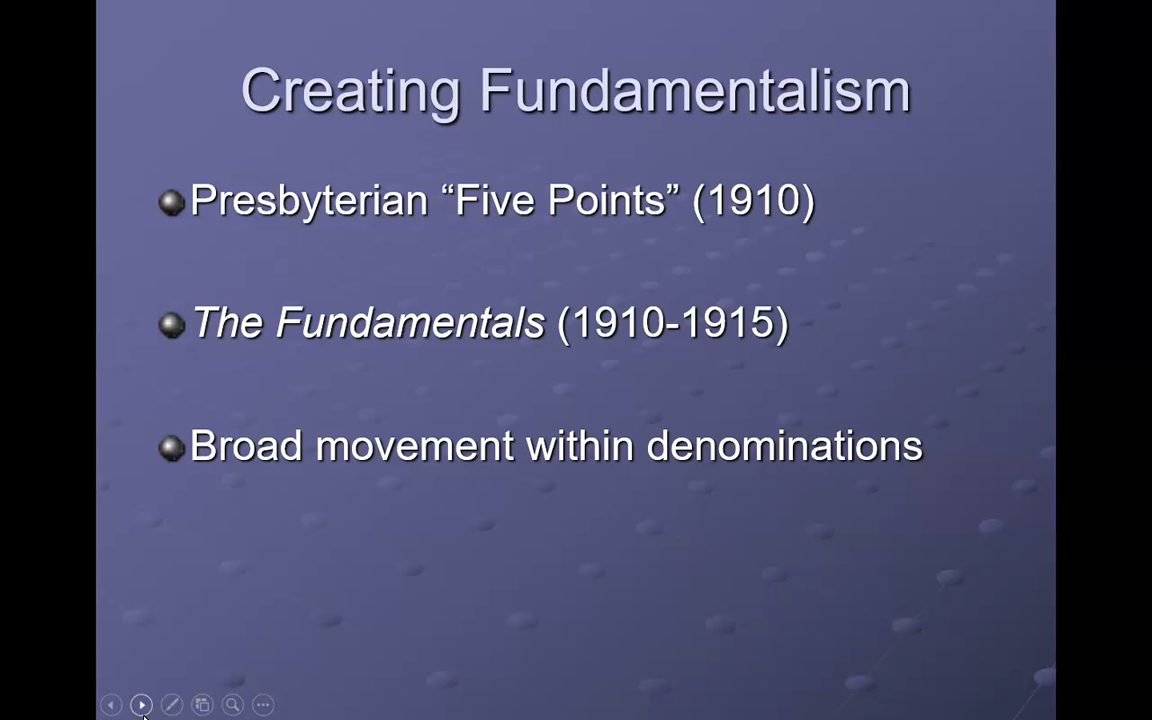 Creating Fundamentalism
Presbyterian “Five Points” (1910)
The Fundamentals (1910-1915)
Broad movement within denominations